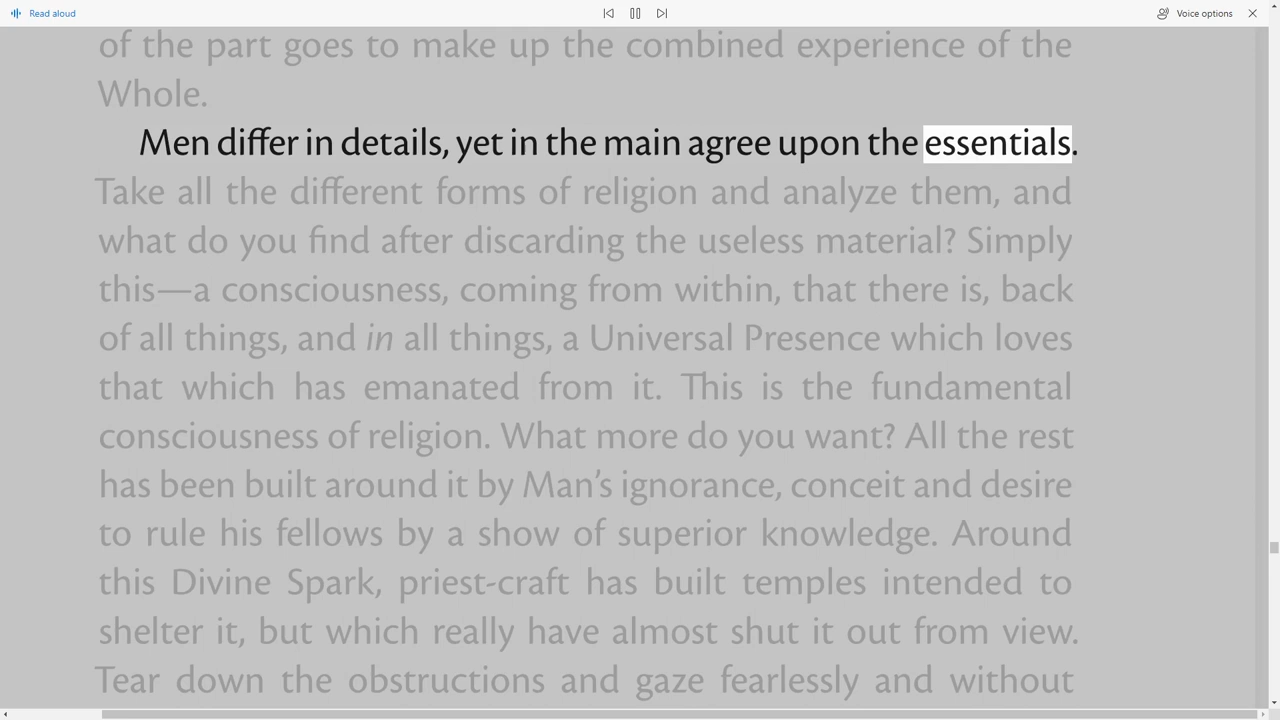 Read aloud
Voice options
of the part goes to make up the combined experience of the
Whole.
Men differ in details, yet in the main agree upon the essentials.
Take all the different forms of religion and analyze them, and
what do you find after discarding the useless material? Simply
this—a consciousness, coming from within, that there is, back
of all things, and in all things, a Universal Presence which loves
that which has emanated from it. This is the fundamental
consciousness of religion. What more do you want? All the rest
has been built around it by Man’s ignorance, conceit and desire
to rule his fellows by a show of superior knowledge. Around
this Divine Spark, priest-craft has built temples intended to
shelter it, but which really have almost shut it out from view.
Tear down the obstructions and gaze fearlessly and without